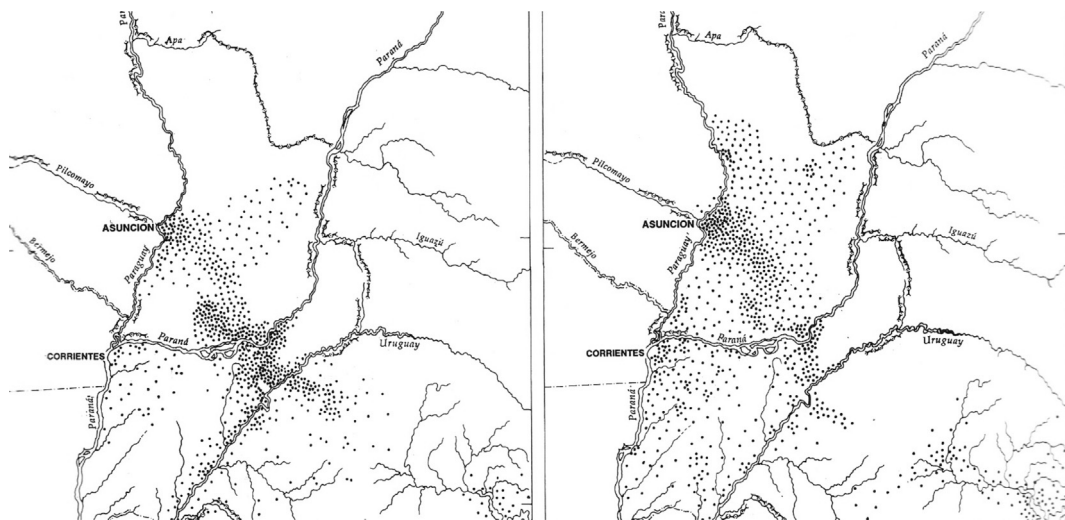 Apa
Paraná
Pilcomayo
ASUNCION
Bermejo
Paraguay
Iguazú
Paraná
CORRIENTES
Uruguay
Paraná
Apa
Paraná
Pilcomayo
ASUNCION
Bermejo
Paraguay
Iguazú
Paraná
CORRIENTES
Uruguay
Paraná